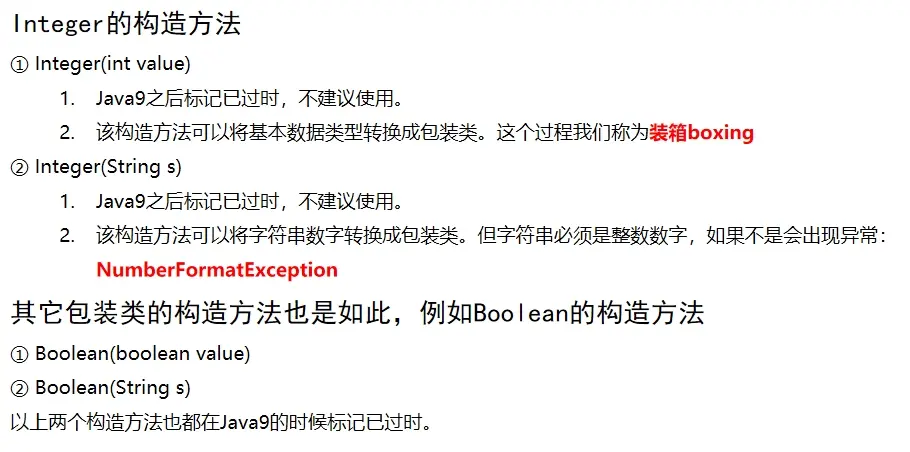 Integer的构造方法
① Integer(int value)
1. Java9之后标记已过时，不建议使用。
2. 该构造方法可以将基本数据类型转换成包装类。这个过程我们称为装箱boxing
② Integer(String s)
1. Java9之后标记已过时，不建议使用。
2. 该构造方法可以将字符串数字转换成包装类。但字符串必须是整数数字，如果不是会出现异常：
NumberFormatException
其它包装类的构造方法也是如此，例如Boolean的构造方法
① Boolean(boolean value)
② Boolean(String s)
以上两个构造方法也都在Java9的时候标记已过时。